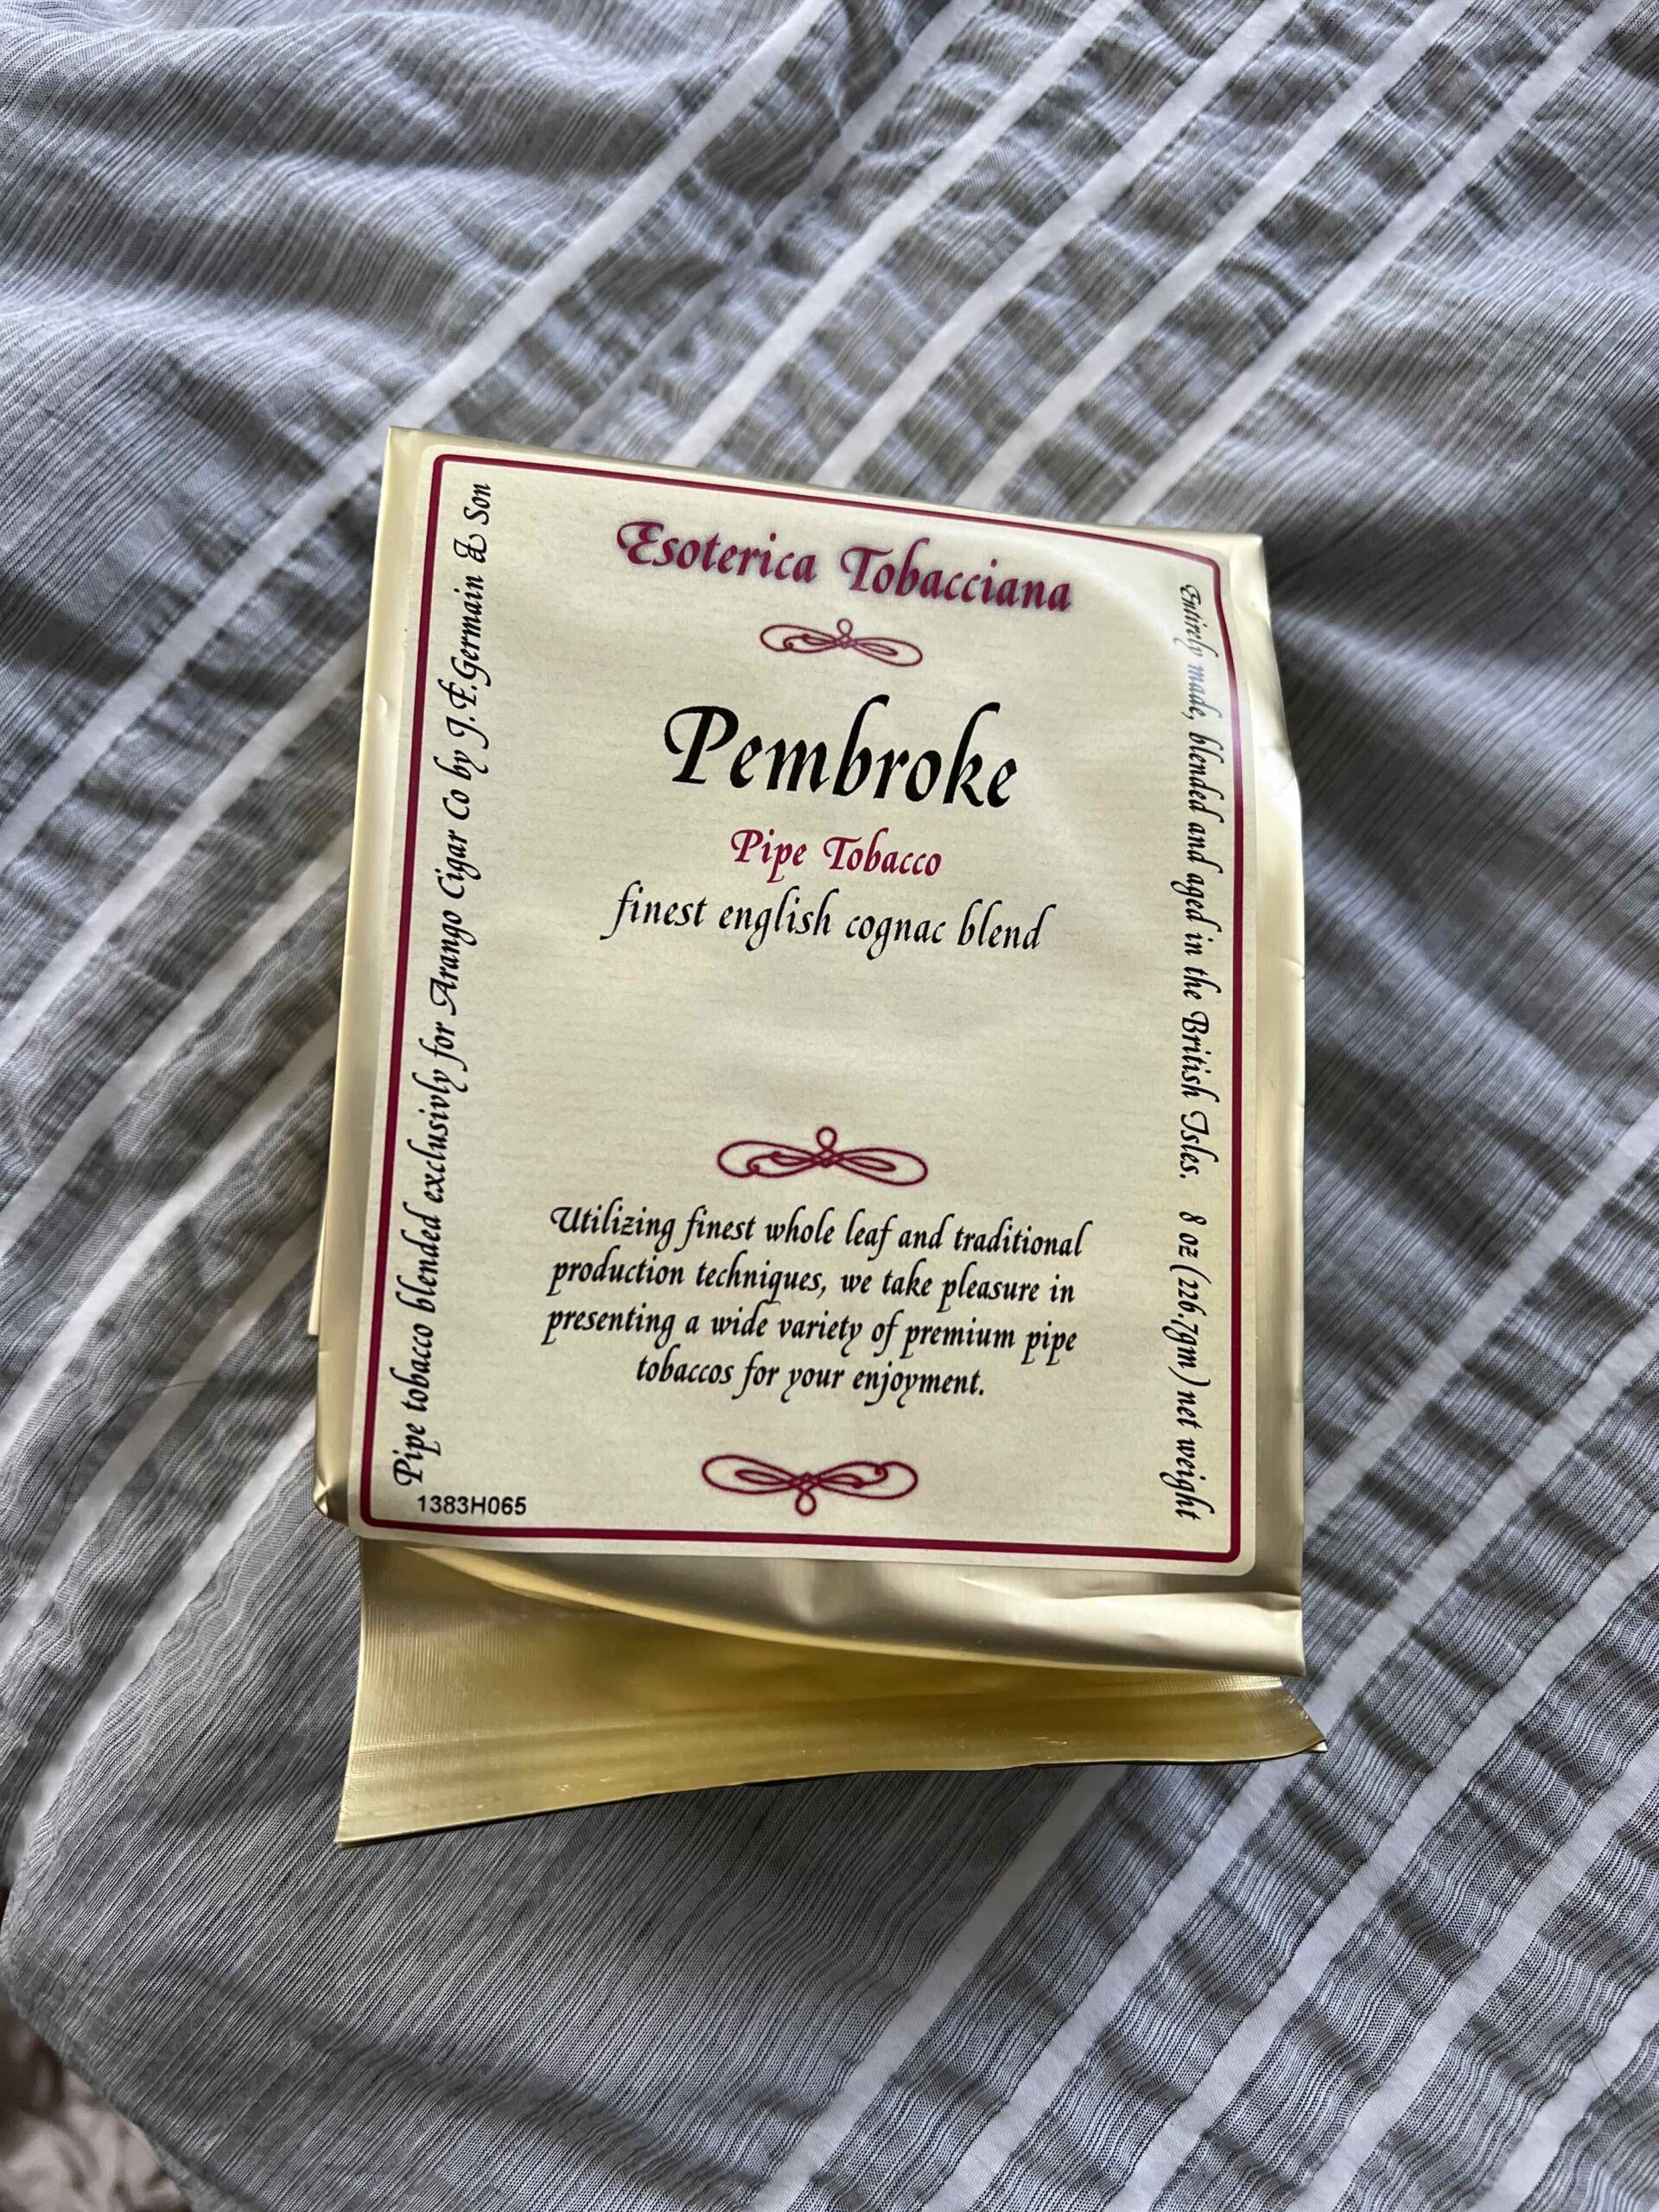 Esoterica Tobacciana
Pembroke
Pipe Tobacco
finest english cognac blend
Utilizing finest whole leaf and traditional
production techniques, we take pleasure in
presenting a wide variety of premium pipe
tobaccos for your enjoyment.
Pipe tobacco blended exclusivly for Arango Cigar Co by J.F.Germain & Son
1383H065
Entirely made, blended and aged in the British Isles. 8 oz (226.7gm) net weight